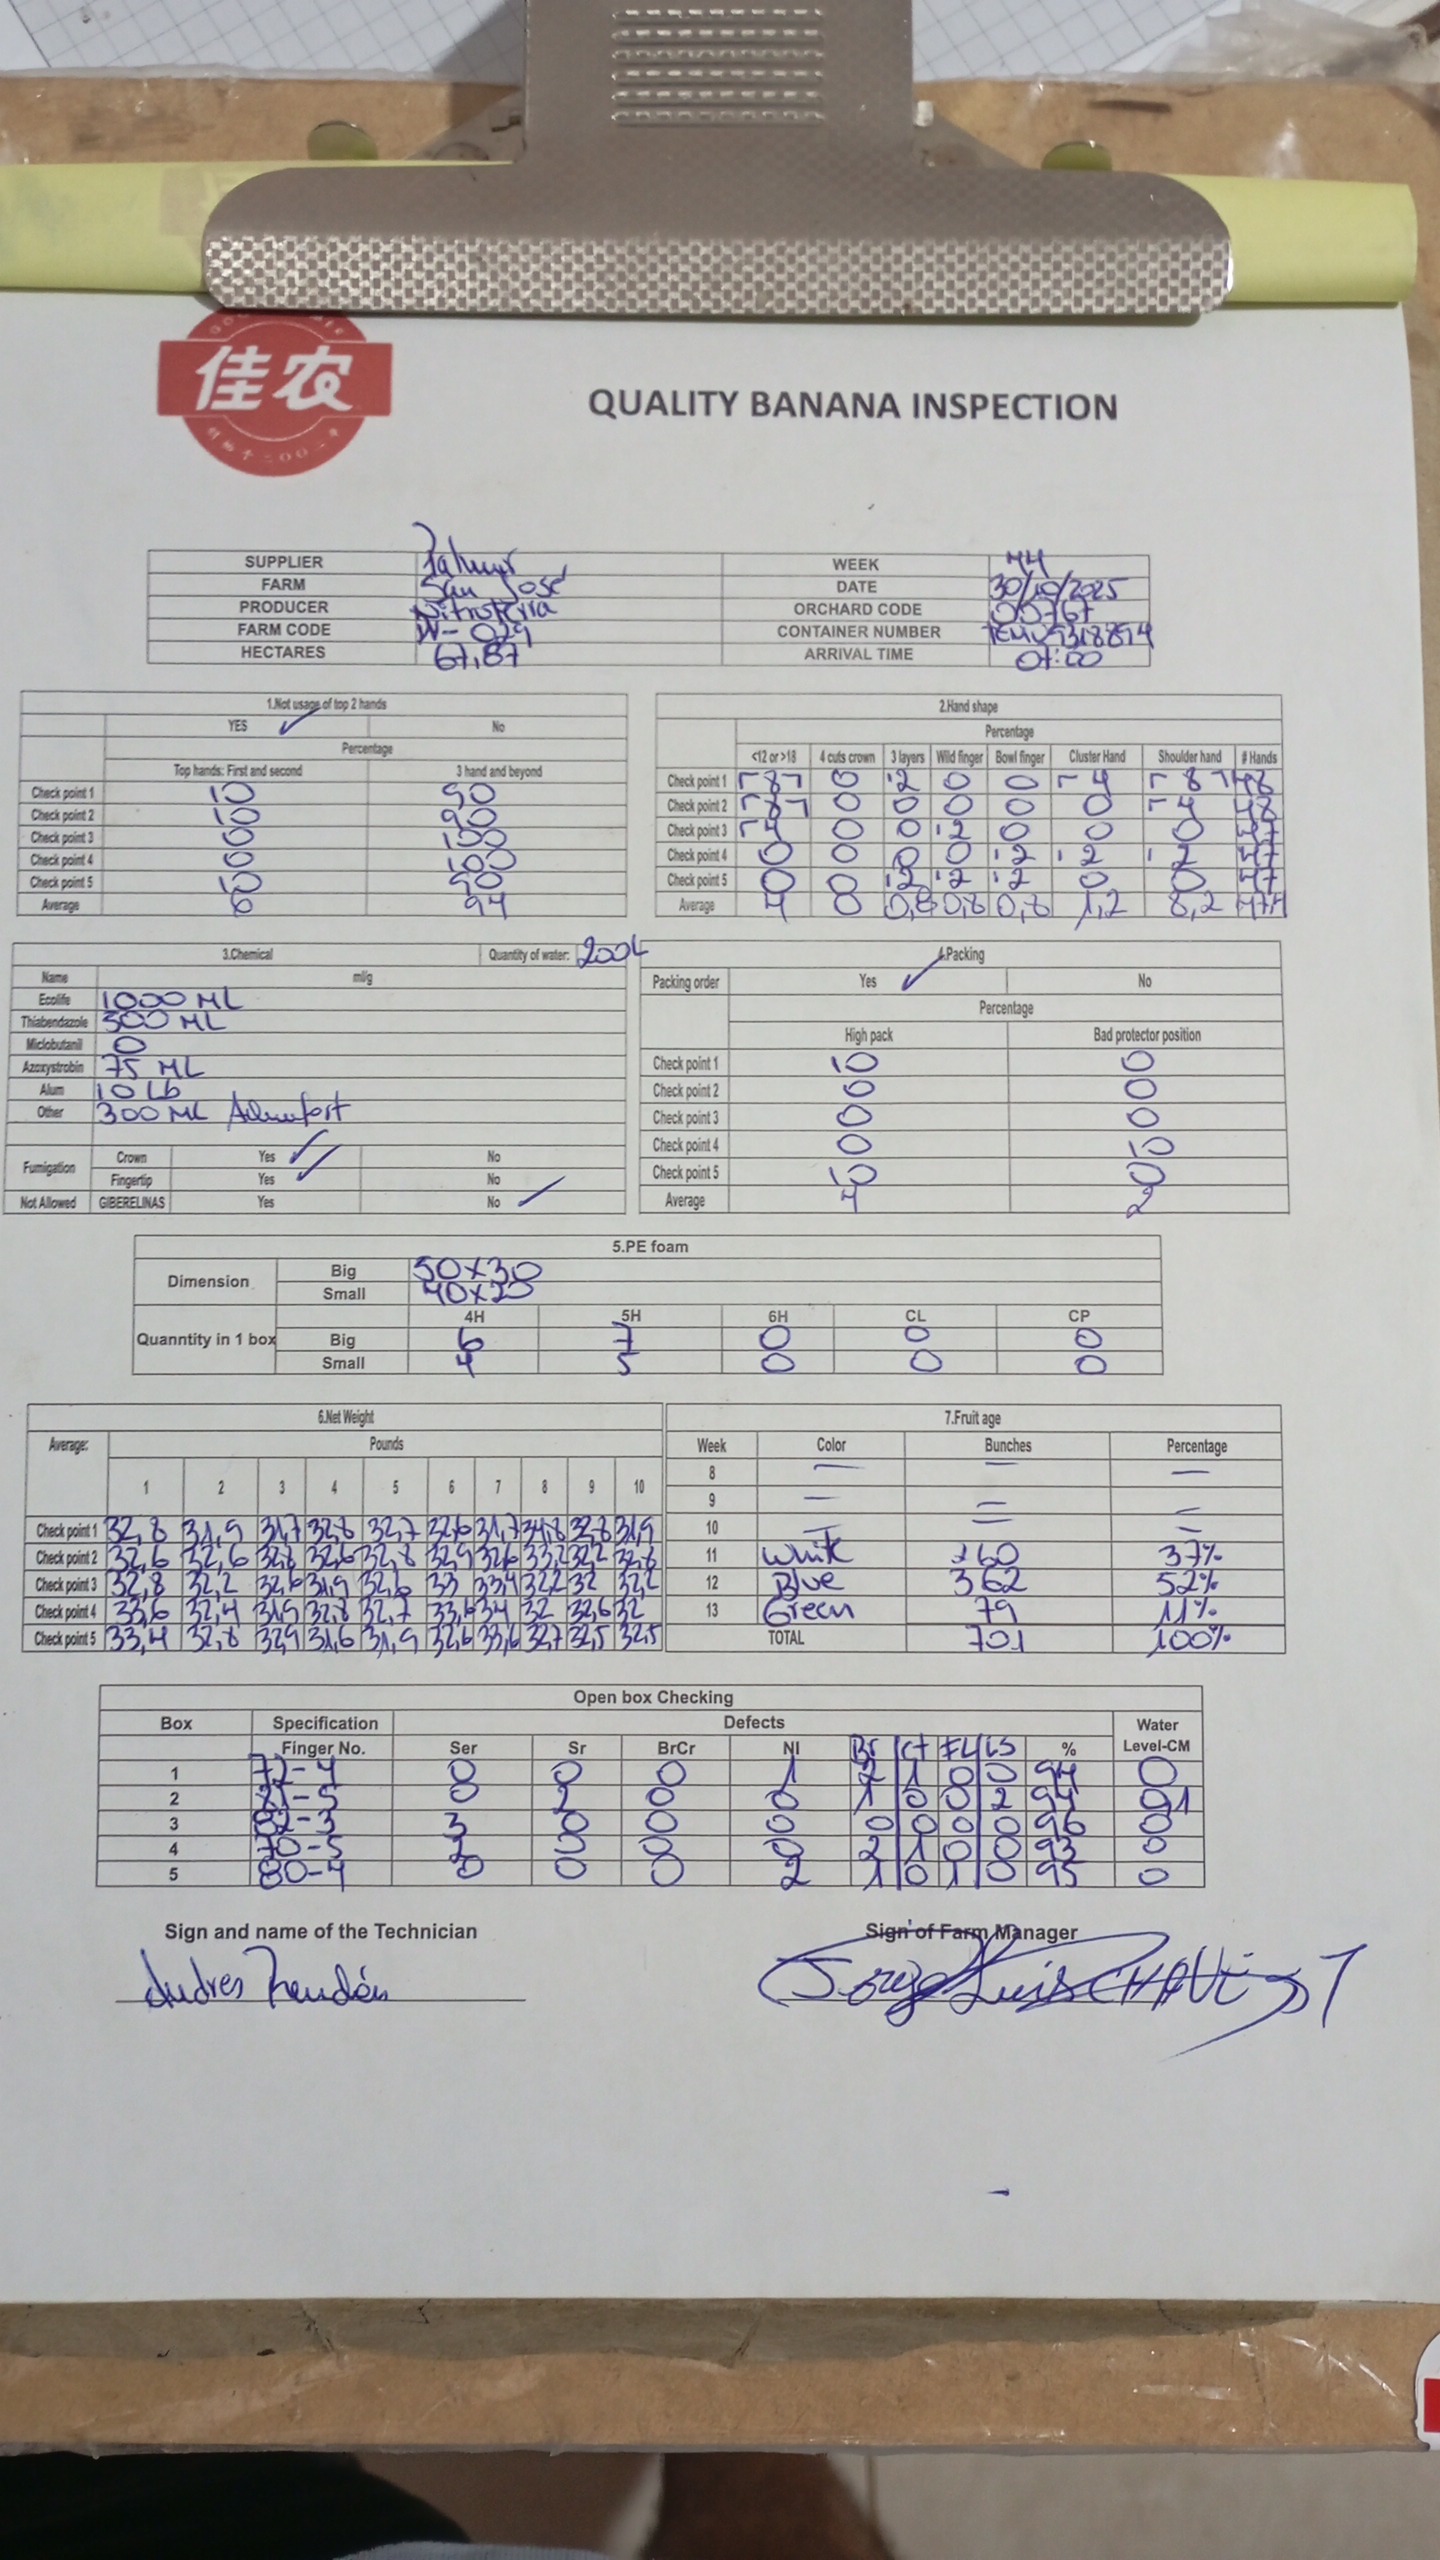 佳农
QUALITY BANANA INSPECTION
SUPPLIER Palmar WEEK 44
FARM San José DATE 30/10/2025
PRODUCER Nitroterra ORCHARD CODE
FARM CODE W-029 CONTAINER NUMBER
HECTARES 67,87 ARRIVAL TIME 07:00
1.Not usage of top 2 hands
YES ✓ No
Percentage
Top hands: First and second 3 hand and beyond
Check point 1 10 90
Check point 2 10 90
Check point 3 0 100
Check point 4 0 100
Check point 5 10 90
Average 6 94
2.Hand shape
Percentage
<12 or >18 4 cuts crown 3 layers Wild finger Bowl finger Cluster Hand Shoulder hand # Hands
Check point 1 8 0 2 0 0 4 8 48
Check point 2 8 0 0 0 0 0 4 48
Check point 3 4 0 0 2 0 0 0 47
Check point 4 0 0 0 0 2 2 2 47
Check point 5 0 0 2 2 2 0 0 47
Average 4 0 0,8 0,8 0,8 1,2 47,4
3.Chemical Quantity of water: 200L
Name ml/g
Ecolife 1000 ML
Thiabendazole 500 ML
Miclobutanil 0
Azoxystrobin 75 ML
Alum 10 Lb
Other 300 ML
Fumigation Crown Yes ✓ No
Fingertip Yes ✓ No
Not Allowed GIBERELINAS Yes No ✓
4.Packing
Packing order Yes ✓ No
Percentage
High pack Bad protector position
Check point 1 10 0
Check point 2 0 0
Check point 3 0 0
Check point 4 0 10
Check point 5 10 0
Average 4 2
5.PE foam
Dimension Big 50x30
Small 40x20
4H 5H 6H CL CP
Quanntity in 1 box Big 6 7 0 0 0
Small 4 5 0 0 0
6.Net Weight
Average: Pounds
1 2 3 4 5 6 7 8 9 10
Check point 1 32,8 31,9 31,7 32,8 32,7 32,6 31,7 34,8 32,8 31,9
Check point 2 32,6 32,6 32,8 32,6 32,8 32,9 32,6 33,2 32,2 32,8
Check point 3 32,8 32,2 32,6 31,9 32,6 33 33,4 32,2 32 32,2
Check point 4 33,6 32,4 31,9 32,8 32,7 33,6 34 32 32,6 32
Check point 5 33,4 32,8 32,9 31,6 31,9 32,6 33,6 32,7 32,5 32,5
7.Fruit age
Week Color Bunches Percentage
8 — — —
9 — — —
10 — — —
11 White 260 37%
12 Blue 362 52%
13 Green 79 11%
TOTAL 701 100%
Open box Checking
Box Specification Defects Water
Finger No. Ser Sr BrCr NI Br Ct FL LS % Level-CM
1 72-4 0 0 0 1 2 1 0 0 94 0
2 81-5 0 2 0 0 1 0 0 2 94
3 82-3 3 0 0 0 0 0 0 0 96 0
4 70-5 2 0 0 0 2 1 0 0 93 0
5 80-4 0 0 0 2 1 0 1 0 95 0
Sign and name of the Technician Sign of Farm Manager
Andres Jorge Luis